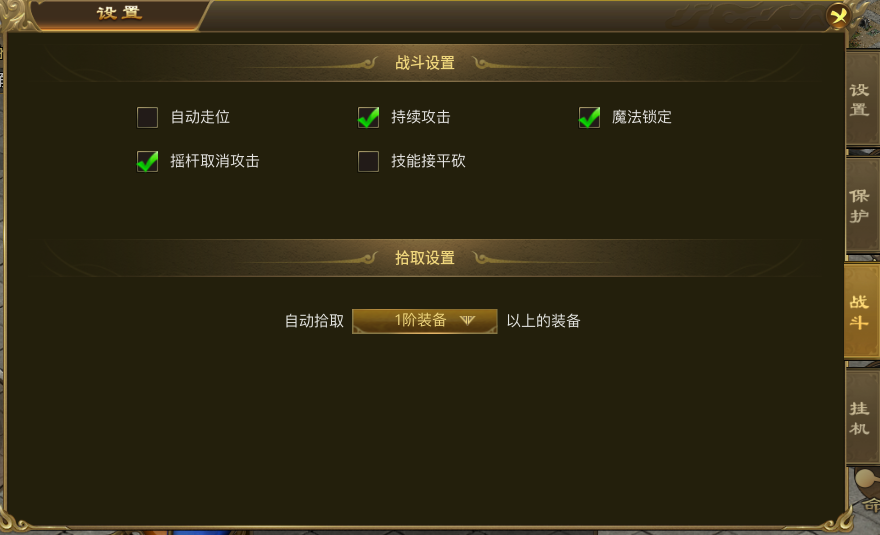 设置
战斗设置
自动走位
持续攻击
魔法锁定
摇杆取消攻击
技能接平砍
拾取设置
自动拾取 1阶装备 以上的装备
设置
保护
战斗
挂机
命